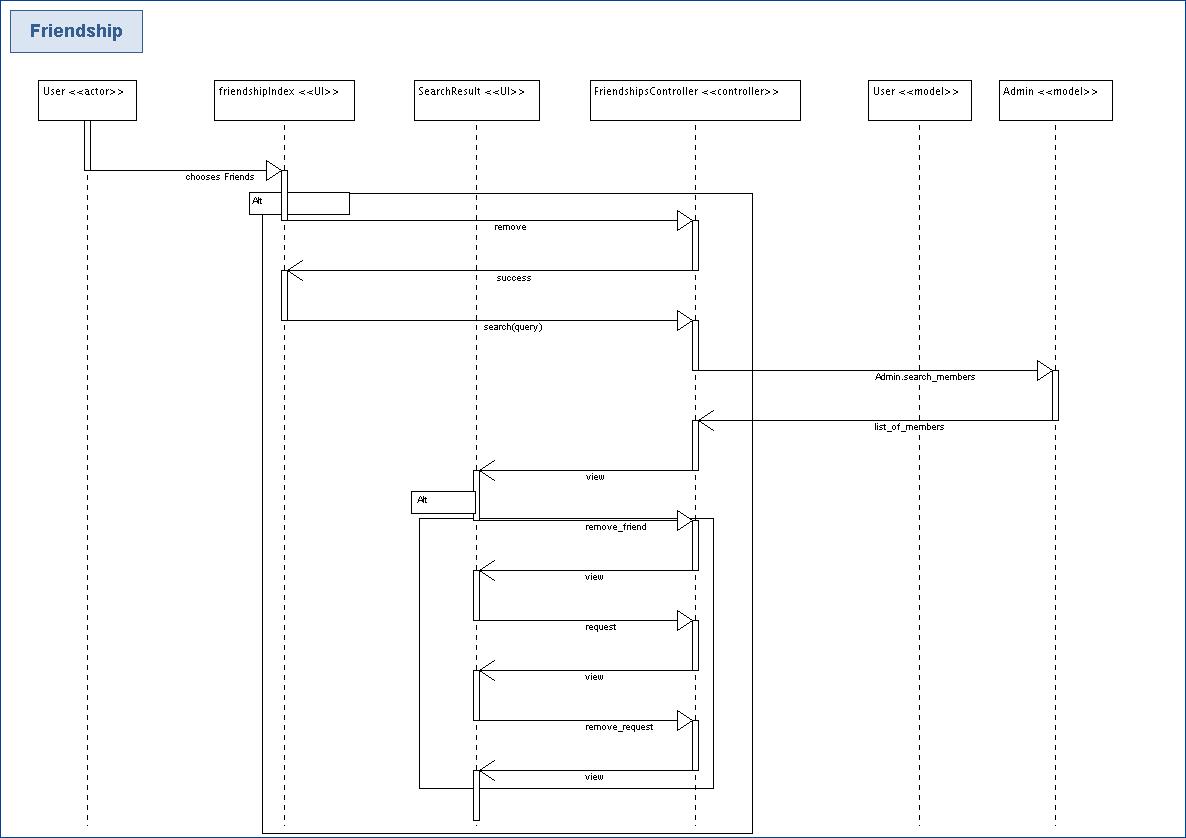 Friendship
User <<actor>>
friendshipIndex <<UI>>
SearchResult <<UI>>
FriendshipsController <<controller>>
User <<model>>
Admin <<model>>
chooses Friends
Alt
remove
success
search(query)
Admin.search_members
list_of_members
view
Alt
remove_friend
view
request
view
remove_request
view